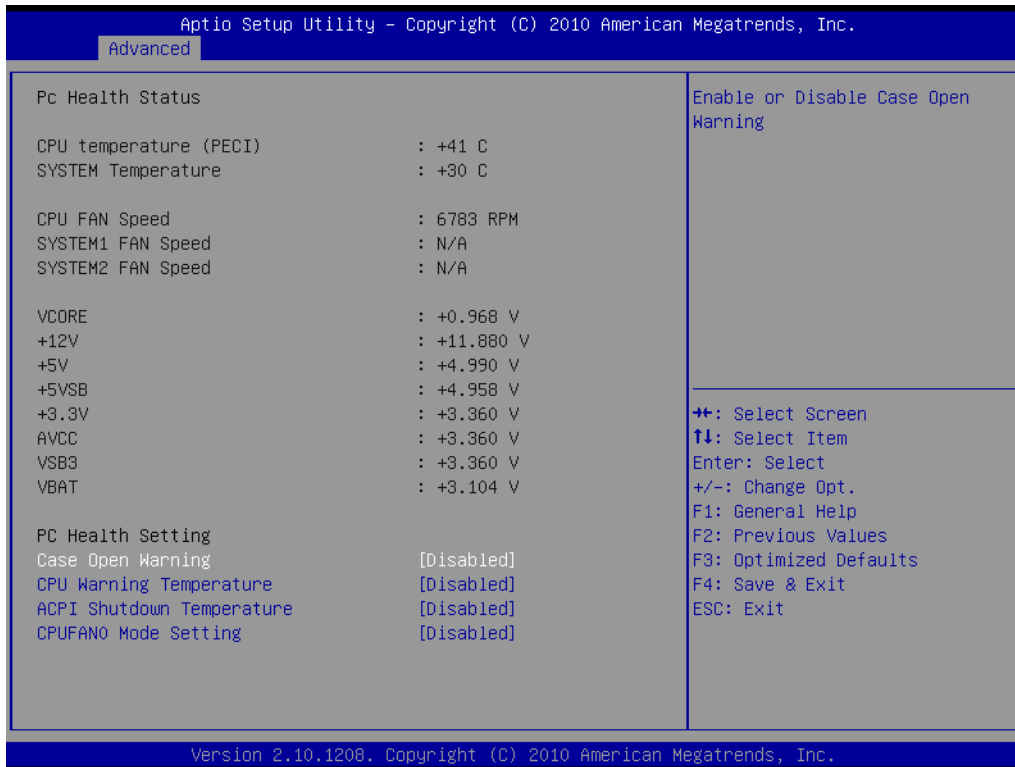 Aptio Setup Utility – Copyright (C) 2010 American Megatrends, Inc.
Advanced
Pc Health Status
CPU temperature (PECI) : +41 C
SYSTEM Temperature : +30 C
CPU FAN Speed : 6783 RPM
SYSTEM1 FAN Speed : N/A
SYSTEM2 FAN Speed : N/A
VCORE : +0.968 V
+12V : +11.880 V
+5V : +4.990 V
+5VSB : +4.958 V
+3.3V : +3.360 V
AVCC : +3.360 V
VSB3 : +3.360 V
VBAT : +3.104 V
PC Health Setting
Case Open Warning [Disabled]
CPU Warning Temperature [Disabled]
ACPI Shutdown Temperature [Disabled]
CPUFAN0 Mode Setting [Disabled]
Enable or Disable Case Open
Warning
→←: Select Screen
↑↓: Select Item
Enter: Select
+/-: Change Opt.
F1: General Help
F2: Previous Values
F3: Optimized Defaults
F4: Save & Exit
ESC: Exit
Version 2.10.1208. Copyright (C) 2010 American Megatrends, Inc.